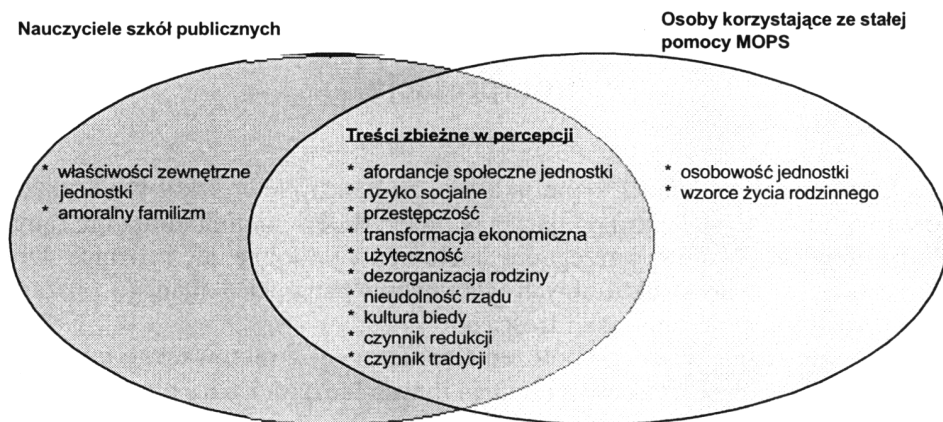 Nauczyciele szkół publicznych
Osoby korzystające ze stałej
pomocy MOPS
Treści zbieżne w percepcji
* właściwości zewnętrzne
jednostki
* amoralny familizm
* afordancje społeczne jednostki
* ryzyko socjalne
* przestępczość
* transformacja ekonomiczna
* użyteczność
* dezorganizacja rodziny
* nieudolność rządu
* kultura biedy
* czynnik redukcji
* czynnik tradycji
* osobowość jednostki
* wzorce życia rodzinnego